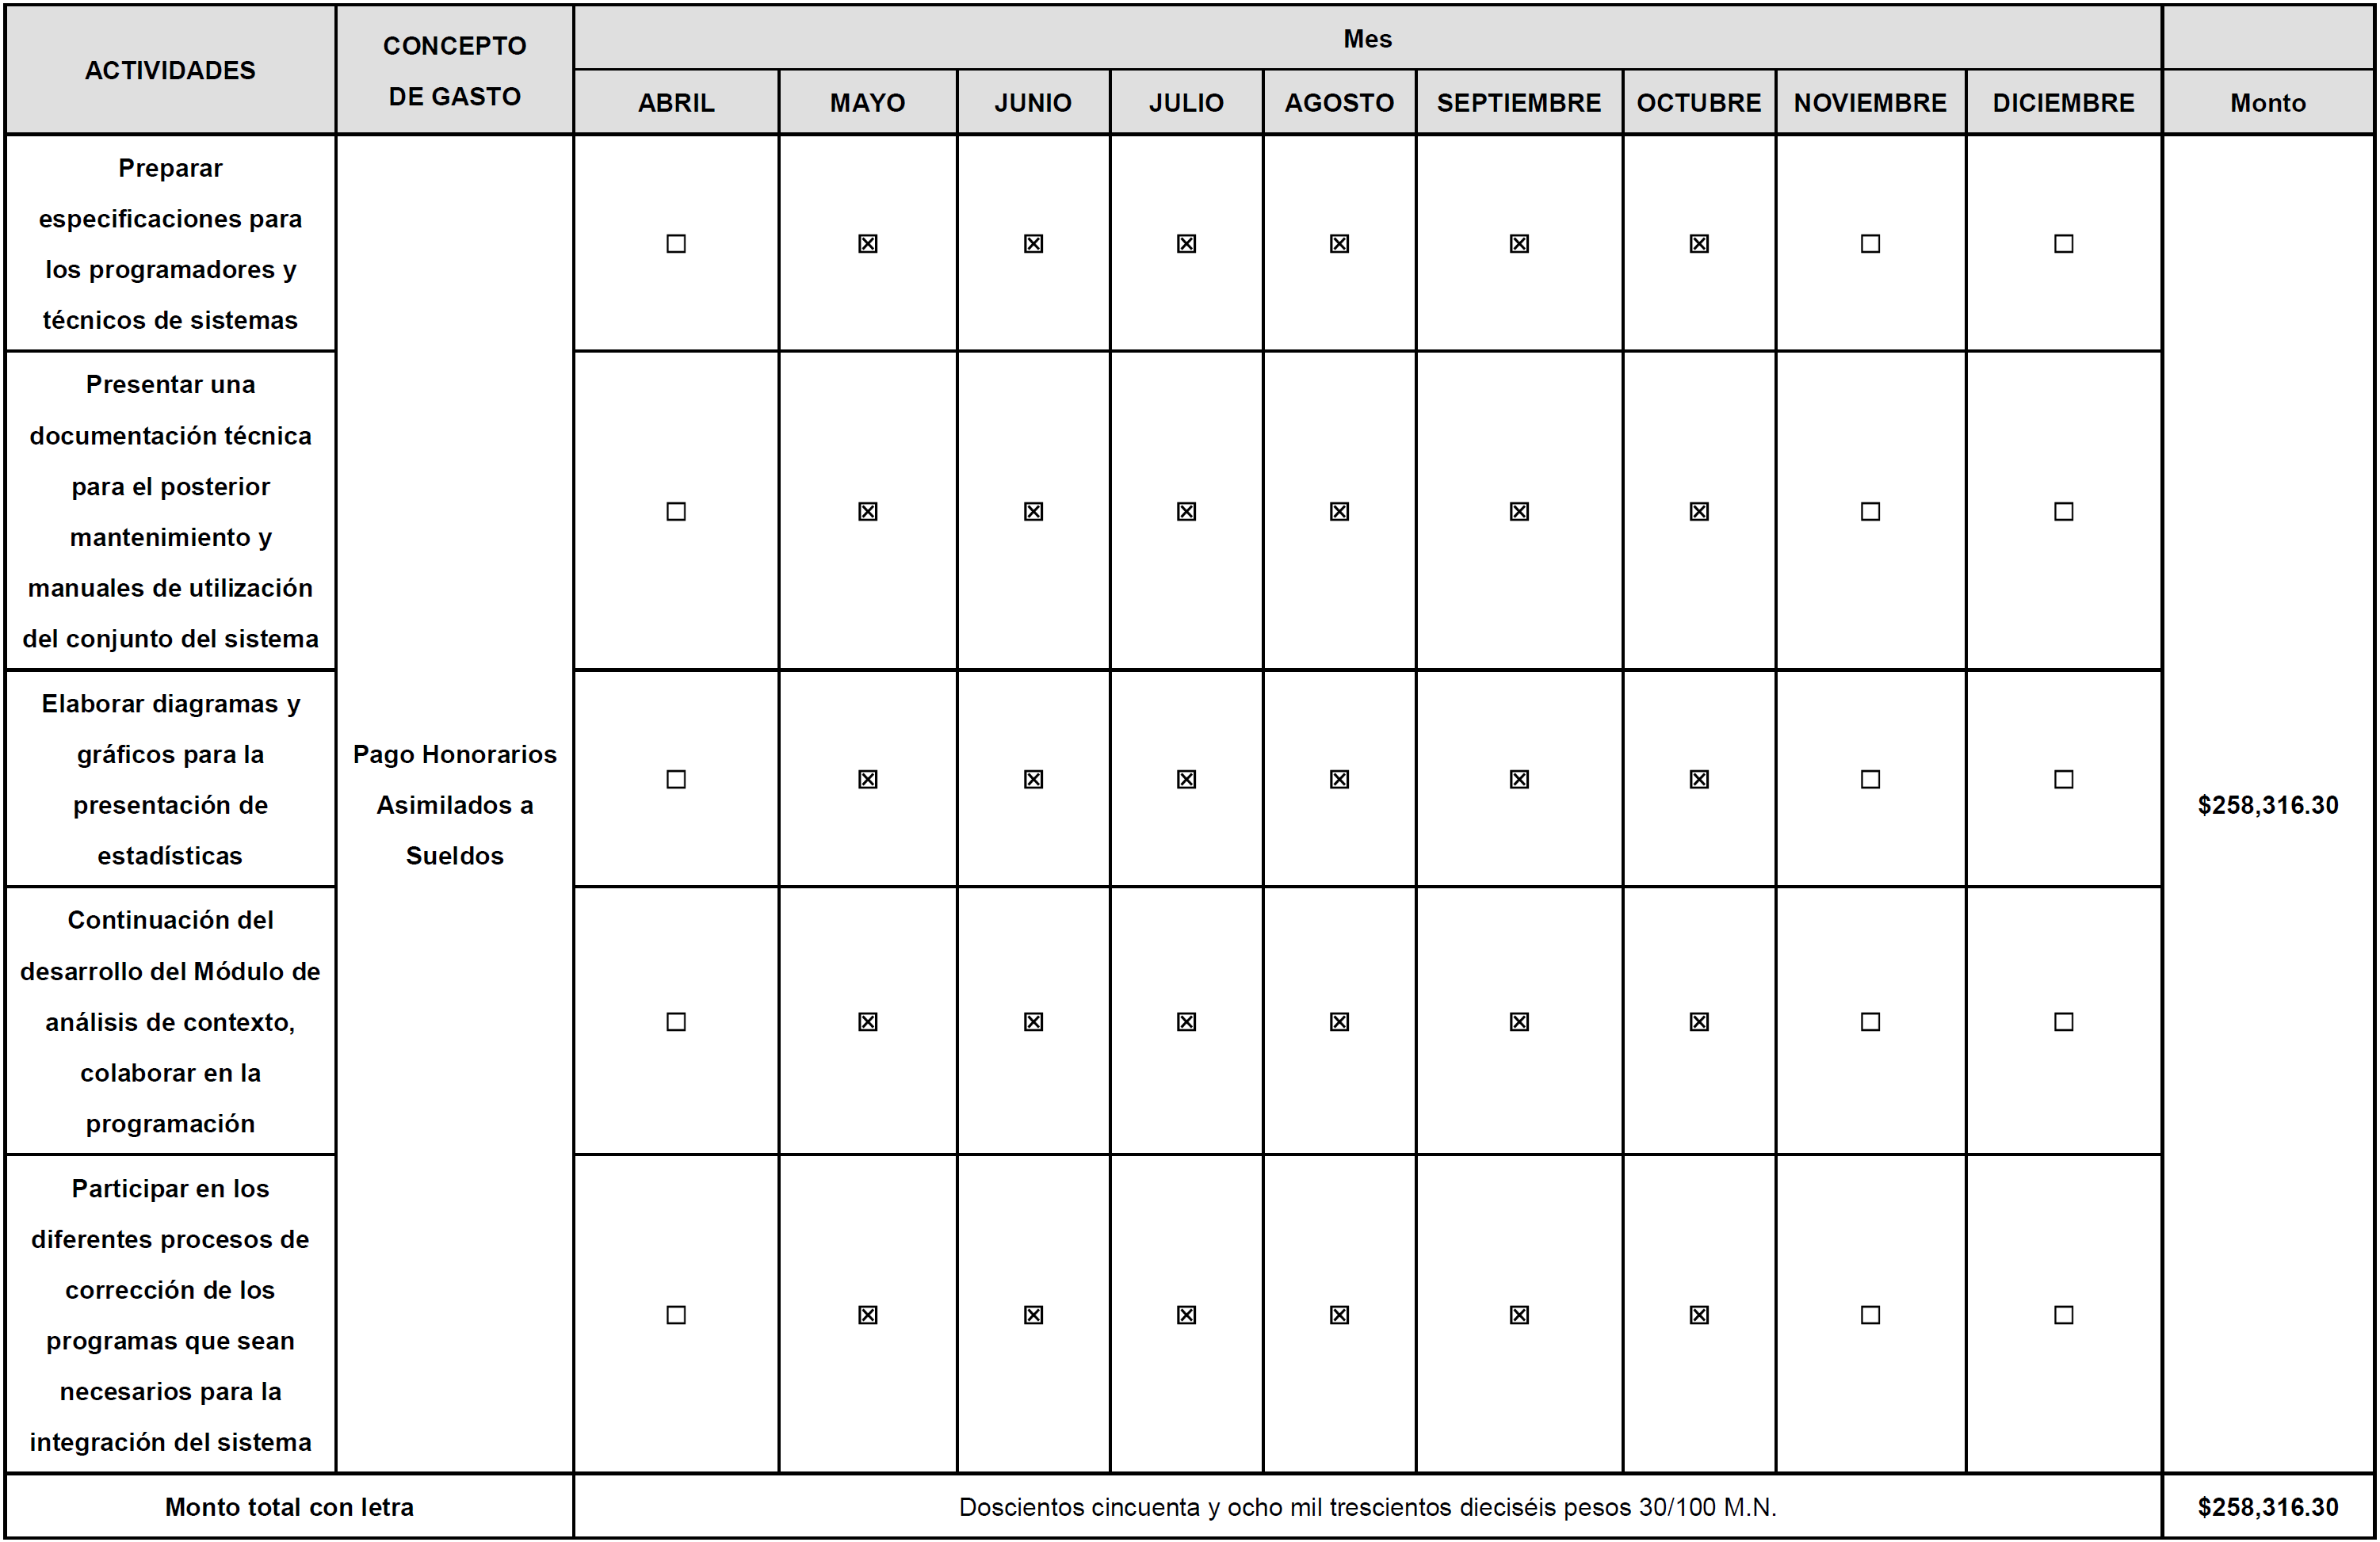 ACTIVIDADES
CONCEPTO
DE GASTO
Mes
ABRIL MAYO JUNIO JULIO AGOSTO SEPTIEMBRE OCTUBRE NOVIEMBRE DICIEMBRE Monto
Preparar
especificaciones para
los programadores y
técnicos de sistemas
☐ ☒ ☒ ☒ ☒ ☒ ☒ ☐ ☐
Presentar una
documentación técnica
para el posterior
mantenimiento y
manuales de utilización
del conjunto del sistema
☐ ☒ ☒ ☒ ☒ ☒ ☒ ☐ ☐
Elaborar diagramas y
gráficos para la
presentación de
estadísticas
Pago Honorarios
Asimilados a
Sueldos
☐ ☒ ☒ ☒ ☒ ☒ ☒ ☐ ☐
$258,316.30
Continuación del
desarrollo del Módulo de
análisis de contexto,
colaborar en la
programación
☐ ☒ ☒ ☒ ☒ ☒ ☒ ☐ ☐
Participar en los
diferentes procesos de
corrección de los
programas que sean
necesarios para la
integración del sistema
☐ ☒ ☒ ☒ ☒ ☒ ☒ ☐ ☐
Monto total con letra Doscientos cincuenta y ocho mil trescientos dieciséis pesos 30/100 M.N. $258,316.30